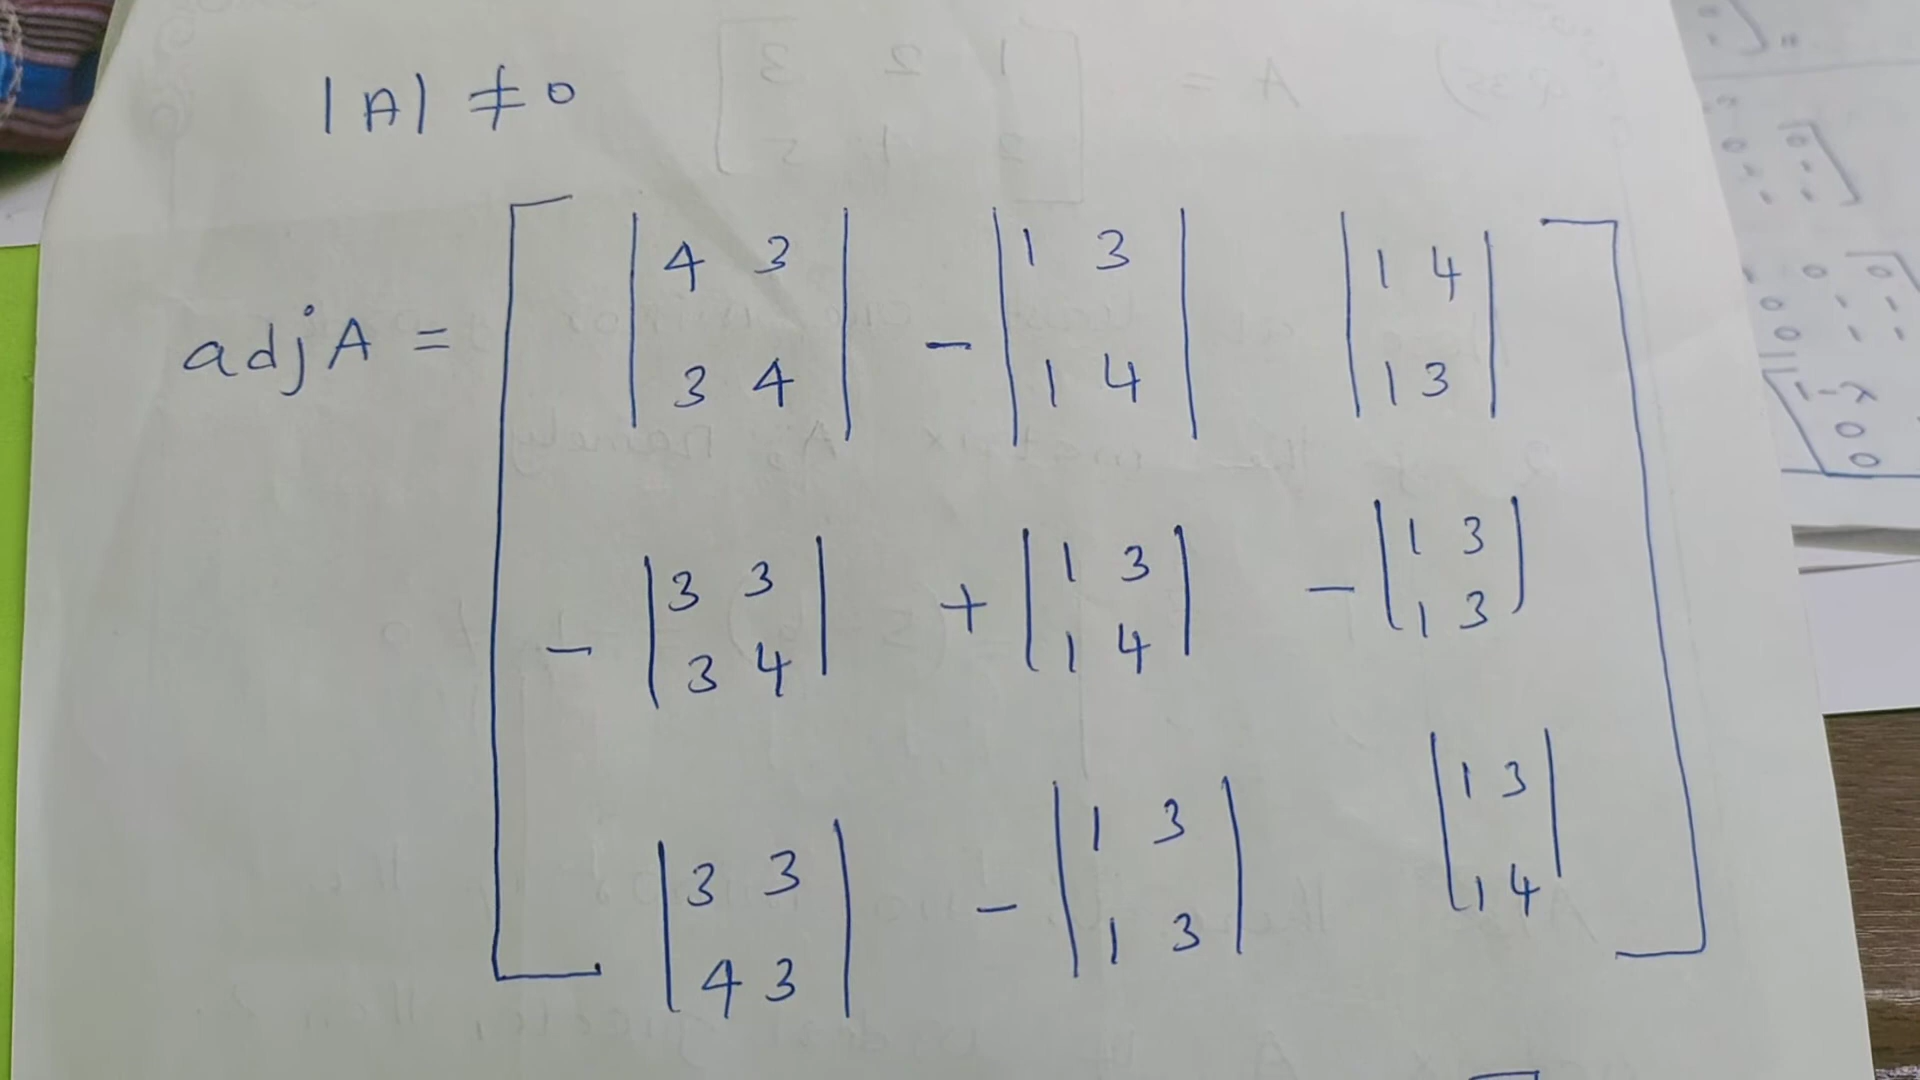 |A| ≠ 0
adj A = [ |4 3| - |1 3| |1 4|
|3 4| |1 4| |1 3|
- |3 3| + |1 3| - |1 3|
|3 4| |1 4| |1 3|
|3 3| - |1 3| |1 3|
|4 3| |1 3| |1 4| ]